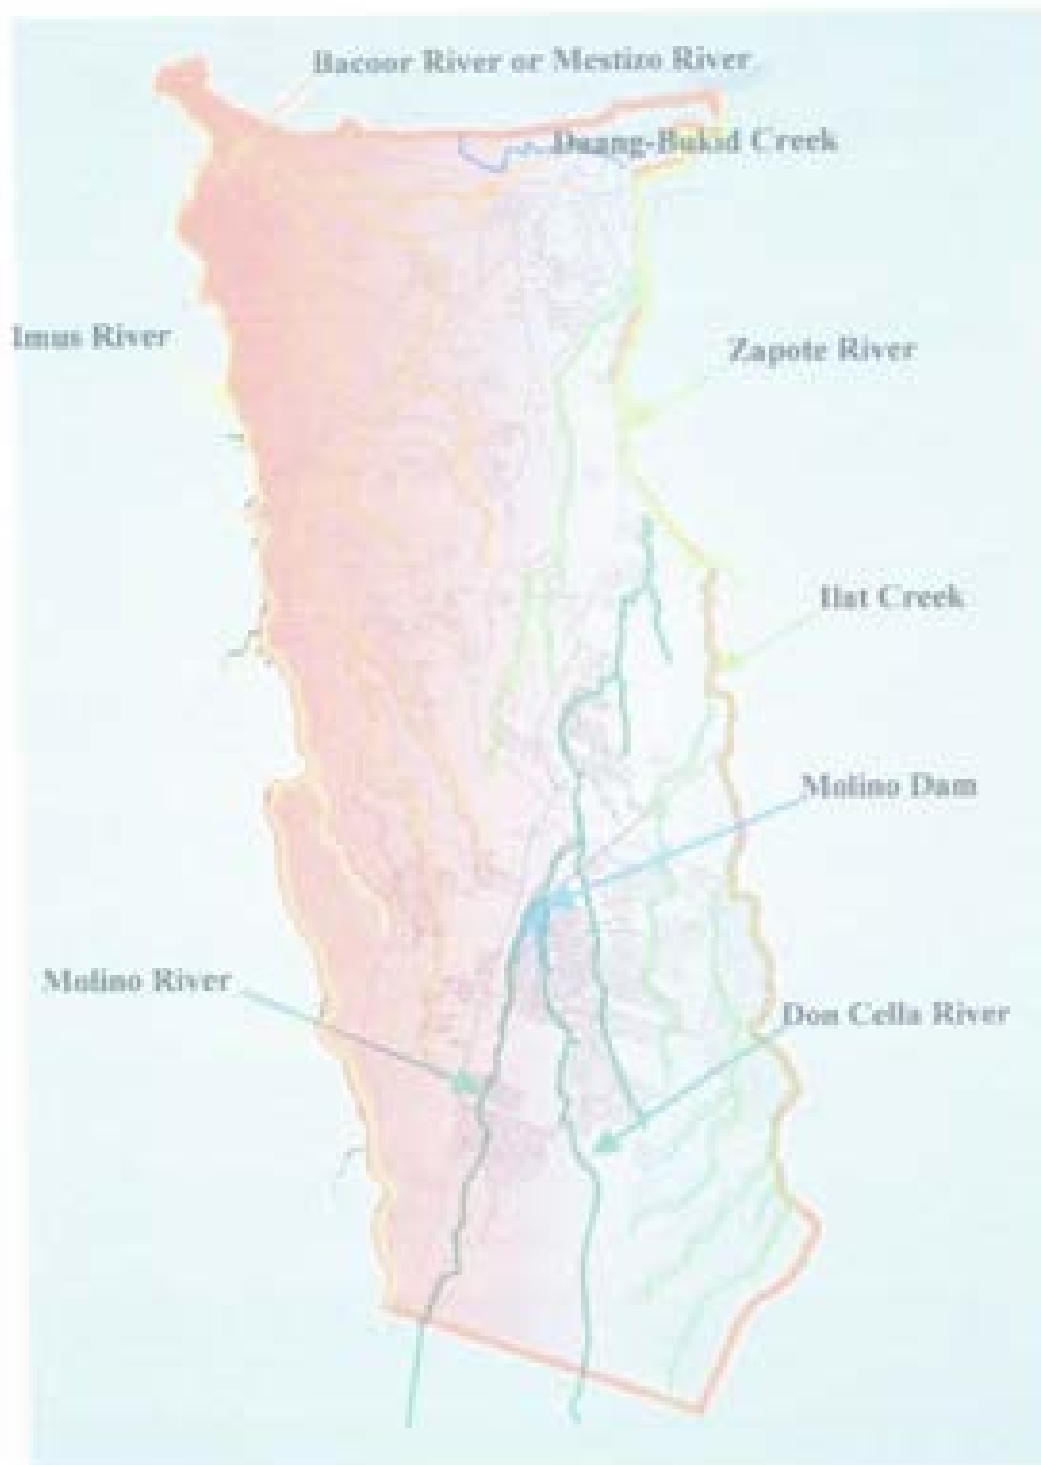 Bacoor River or Mestizo River
Daang-Bukid Creek
Imus River
Zapote River
Ilat Creek
Molino Dam
Molino River
Don Cella River